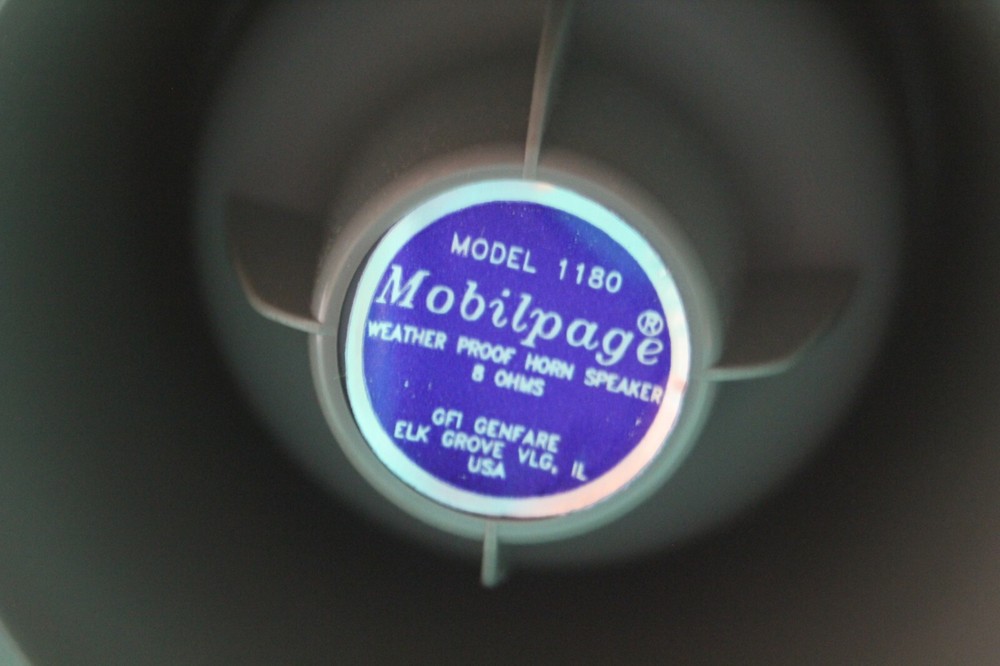 MODEL 1180
Mobilpage®
WEATHER PROOF HORN SPEAKER
8 OHMS
GFI GENFARE
ELK GROVE VLG, IL
USA